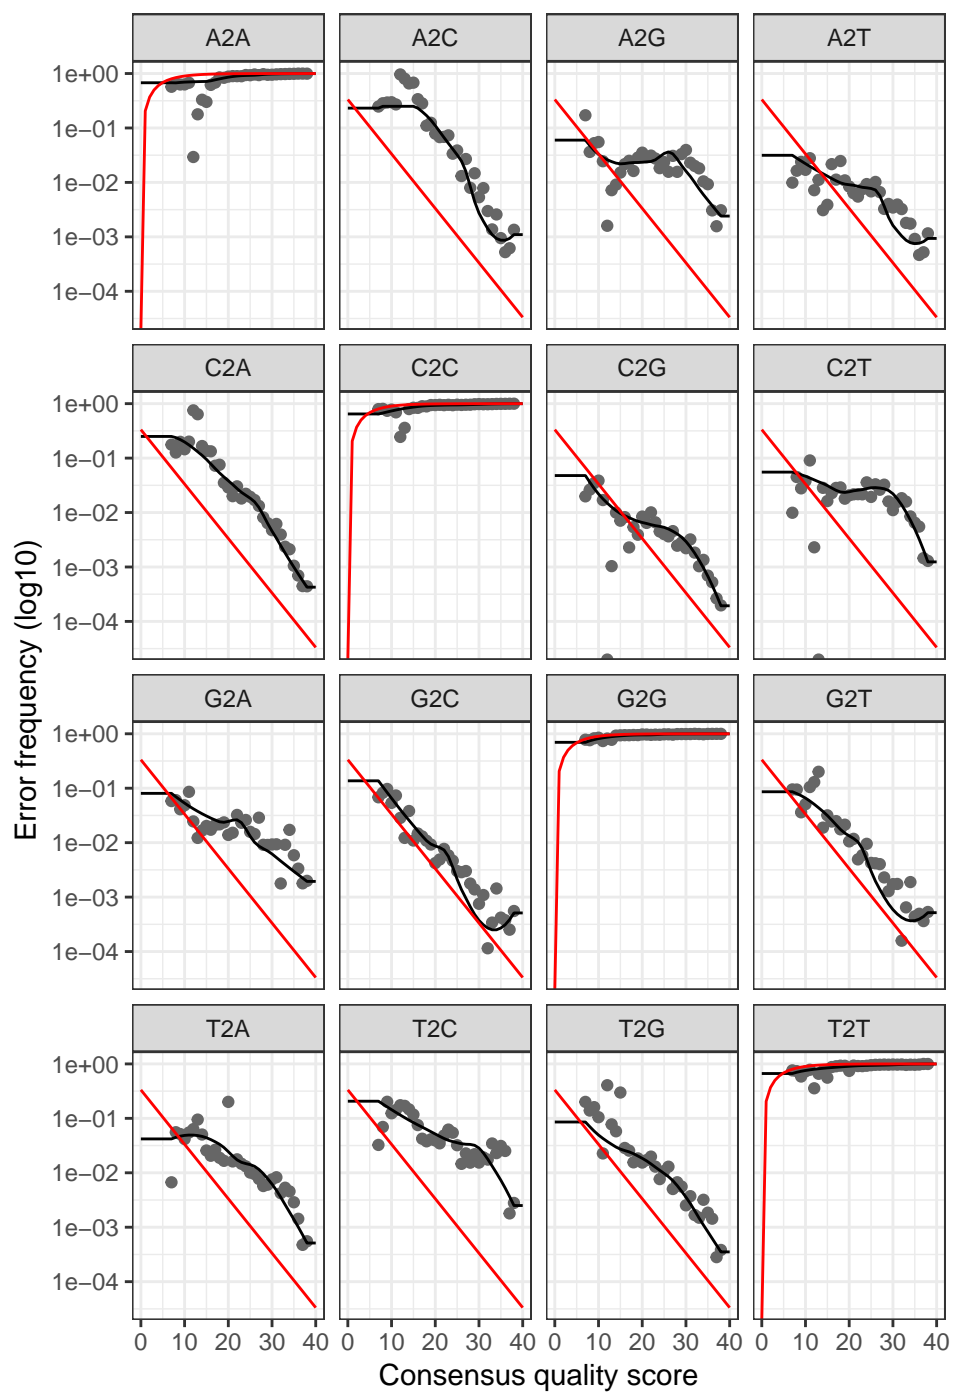 A2A A2C A2G A2T
1e+00
1e−01
1e−02
1e−03
1e−04
C2A C2C C2G C2T
1e+00
1e−01
1e−02
1e−03
1e−04
G2A G2C G2G G2T
1e+00
1e−01
1e−02
1e−03
1e−04
T2A T2C T2G T2T
1e+00
1e−01
1e−02
1e−03
1e−04
0 10 20 30 40 0 10 20 30 40 0 10 20 30 40 0 10 20 30 40
Consensus quality score
Error frequency (log10)